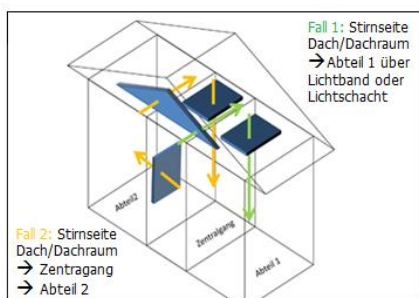 Fall 1: Stirnseite
Dach/Dachraum
→ Abteil 1 über
Lichtband oder
Lichtschacht
Abteil2
Zentralgang
Abteil 1
Fall 2: Stirnseite
Dach/Dachraum
→ Zentragang
→ Abteil 2